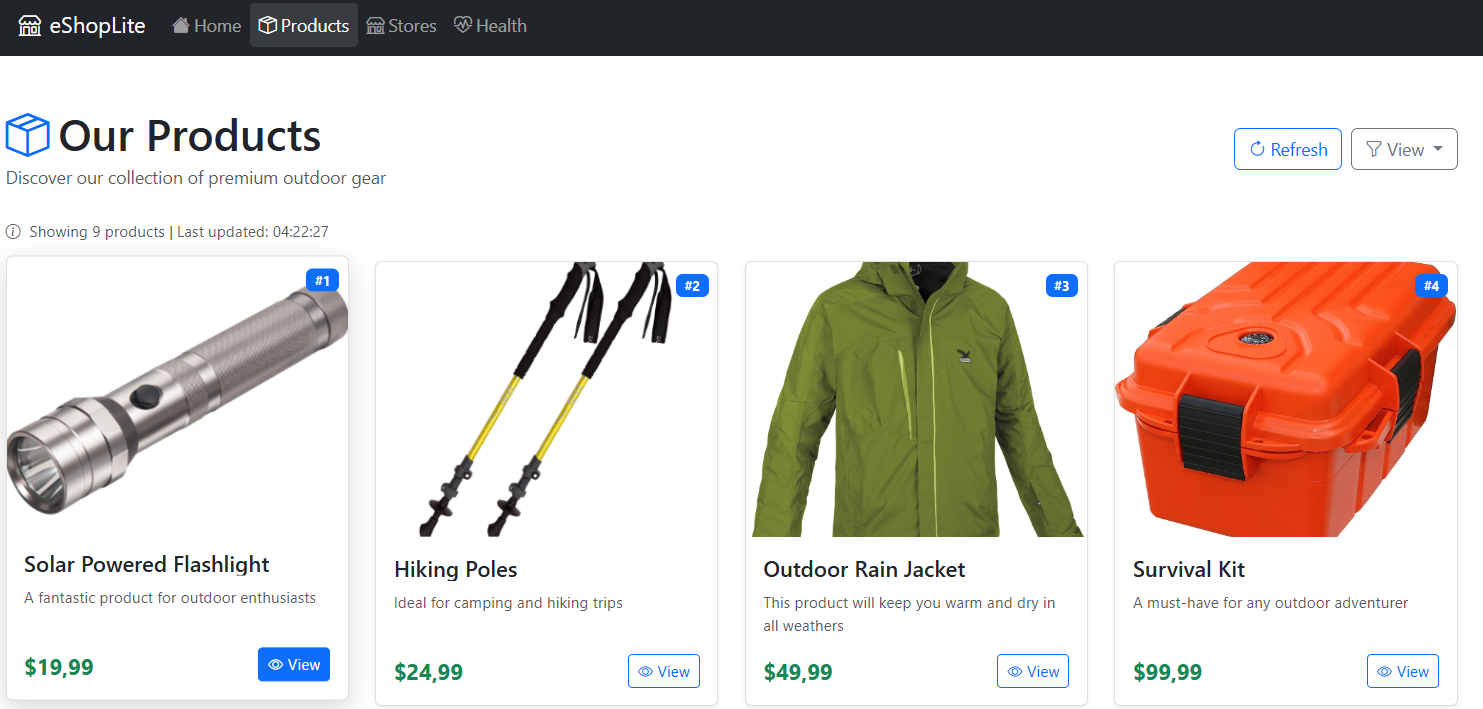 eShopLite Home Products Stores Health
Our Products
Discover our collection of premium outdoor gear
Refresh View
Showing 9 products | Last updated: 04:22:27
#1
Solar Powered Flashlight
A fantastic product for outdoor enthusiasts
$19,99 View
#2
Hiking Poles
Ideal for camping and hiking trips
$24,99 View
#3
Outdoor Rain Jacket
This product will keep you warm and dry in
all weathers
$49,99 View
#4
Survival Kit
A must-have for any outdoor adventurer
$99,99 View